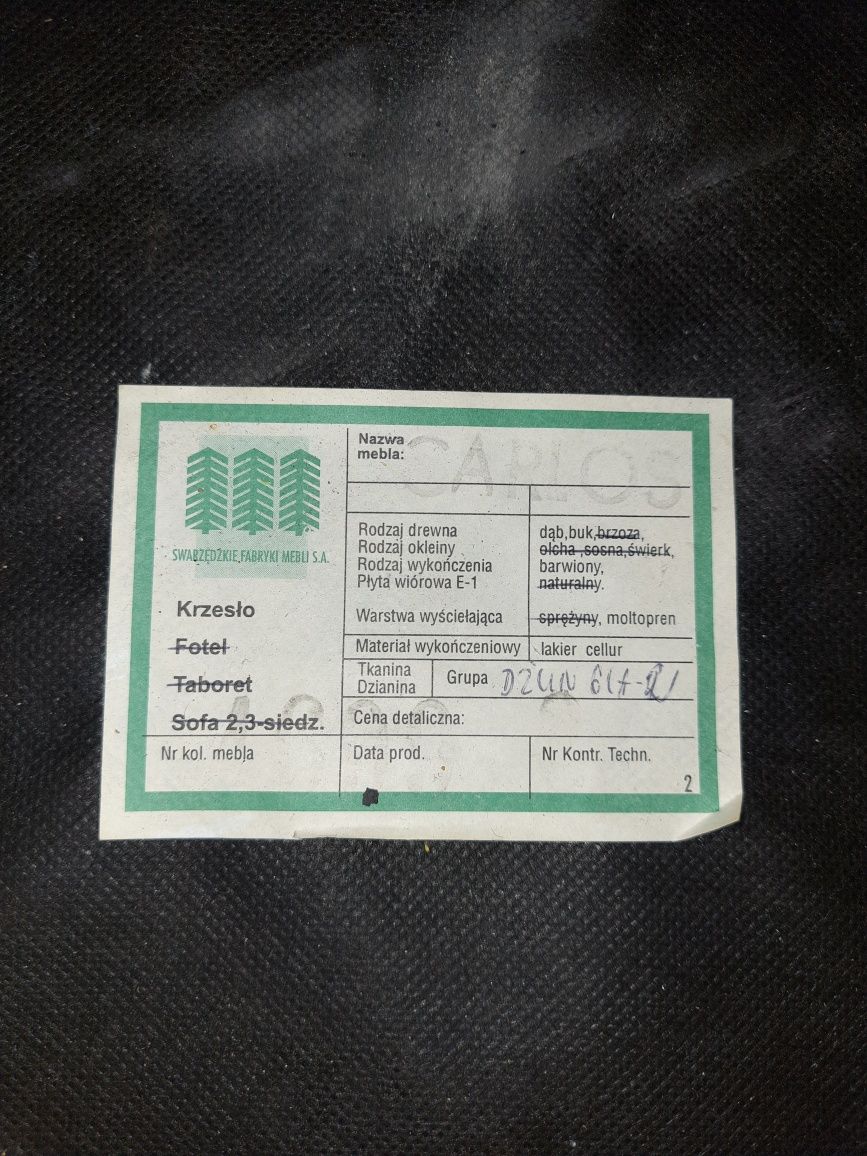 SWARZĘDZKIE FABRYKI MEBLI S.A.
Krzesło
Fotel
Taboret
Sofa 2,3-siedz.
Nr kol. mebla
Nazwa
mebla:
Rodzaj drewna
Rodzaj okleiny
Rodzaj wykończenia
Płyta wiórowa E-1
dąb,buk,brzoza,
olcha ,sosna,świerk,
barwiony,
naturalny.
Warstwa wyściełająca
sprężyny, moltopren
Materiał wykończeniowy
lakier cellur
Tkanina
Dzianina
Grupa
Cena detaliczna:
Data prod.
Nr Kontr. Techn.
2